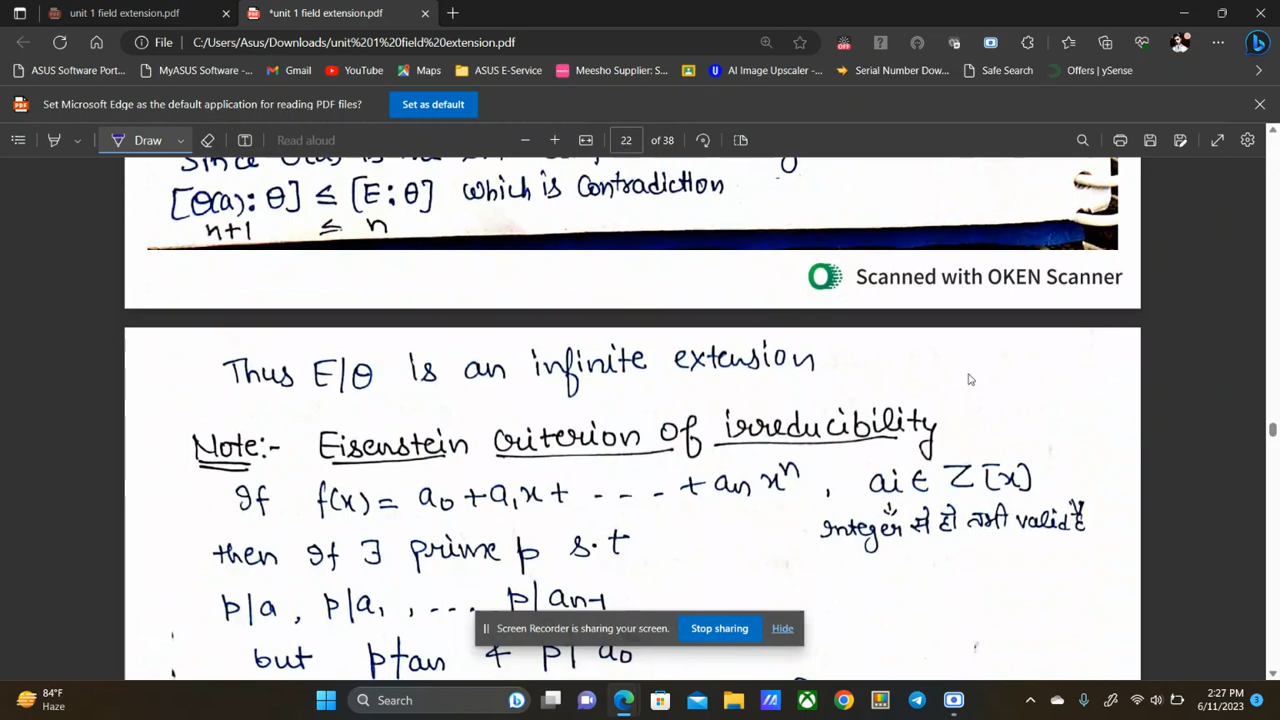 unit 1 field extension.pdf
*unit 1 field extension.pdf
File
C:/Users/Asus/Downloads/unit%201%20field%20extension.pdf
ASUS Software Port...
MyASUS Software -...
Gmail
YouTube
Maps
ASUS E-Service
Meesho Supplier: S...
AI Image Upscaler -...
Serial Number Dow...
Safe Search
Offers | ySense
Set Microsoft Edge as the default application for reading PDF files?
Set as default
Draw
Read aloud
22 of 38
Since
[θ(a): θ] ≤ [E: θ] which is contradiction
n+1 ≤ n
Scanned with OKEN Scanner
Thus E|θ is an infinite extension
Note:- Eisenstein criterion of irreducibility
If f(x) = a0 + a1x + - - - - + an x^n , ai ∈ Z[x]
integer से हो तभी valid है
then If ∃ prime p s.t
p|a , p|a1 , - - - . p|an-1
but p∤an & p| a0
Screen Recorder is sharing your screen.
Stop sharing
Hide
84°F
Haze
Search
2:27 PM
6/11/2023
3